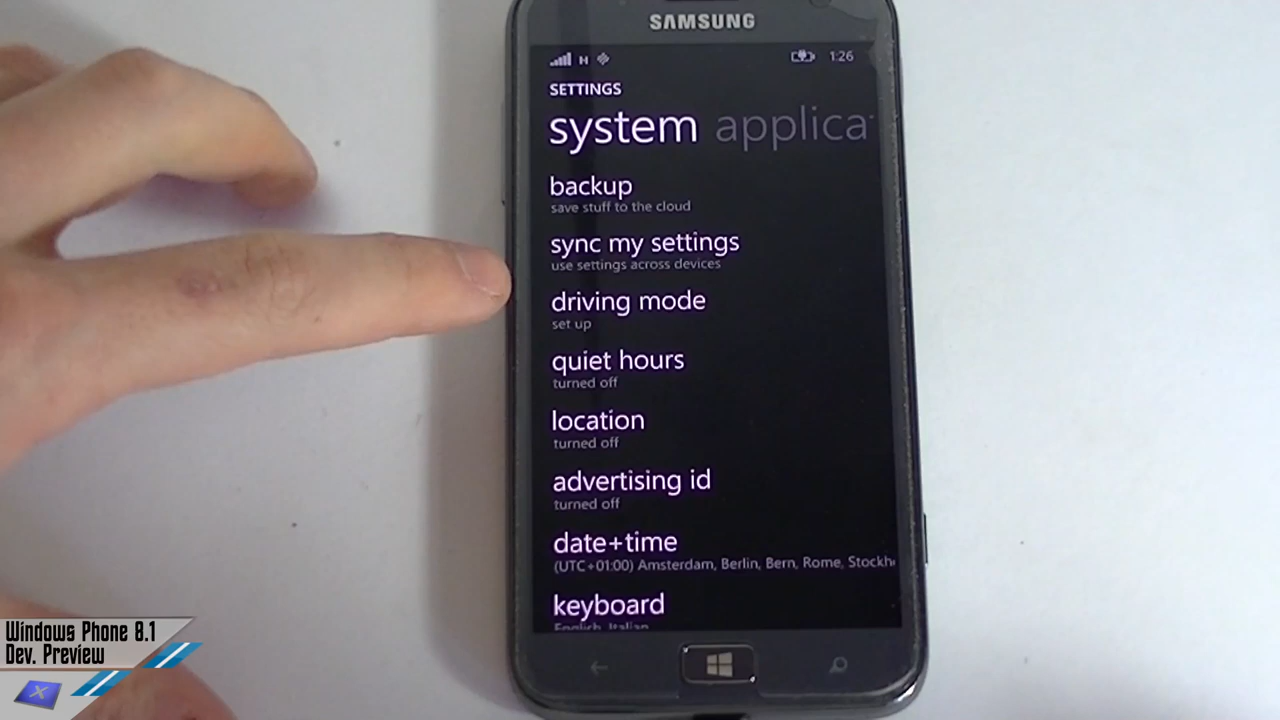 SAMSUNG
H
1:26
SETTINGS
system applica
backup
save stuff to the cloud
sync my settings
use settings across devices
driving mode
set up
quiet hours
turned off
location
turned off
advertising id
turned off
date+time
(UTC+01:00) Amsterdam, Berlin, Bern, Rome, Stockh
keyboard
English, Italian
Windows Phone 8.1
Dev. Preview
X